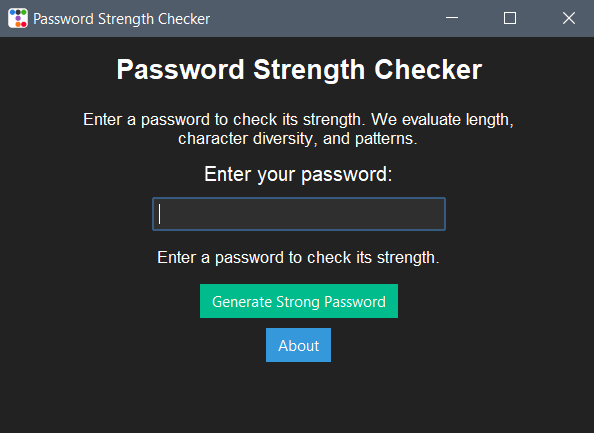 Password Strength Checker
Password Strength Checker
Enter a password to check its strength. We evaluate length,
character diversity, and patterns.
Enter your password:
Enter a password to check its strength.
Generate Strong Password
About